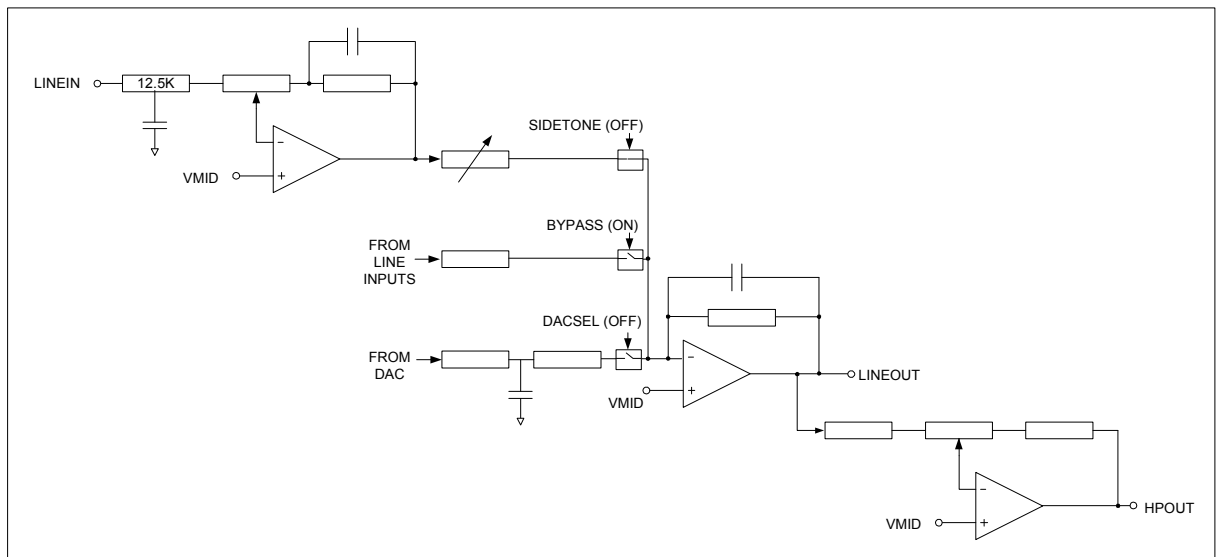 LINEIN
12.5K
VMID
SIDETONE (OFF)
BYPASS (ON)
FROM
LINE
INPUTS
DACSEL (OFF)
FROM
DAC
VMID
LINEOUT
VMID
HPOUT